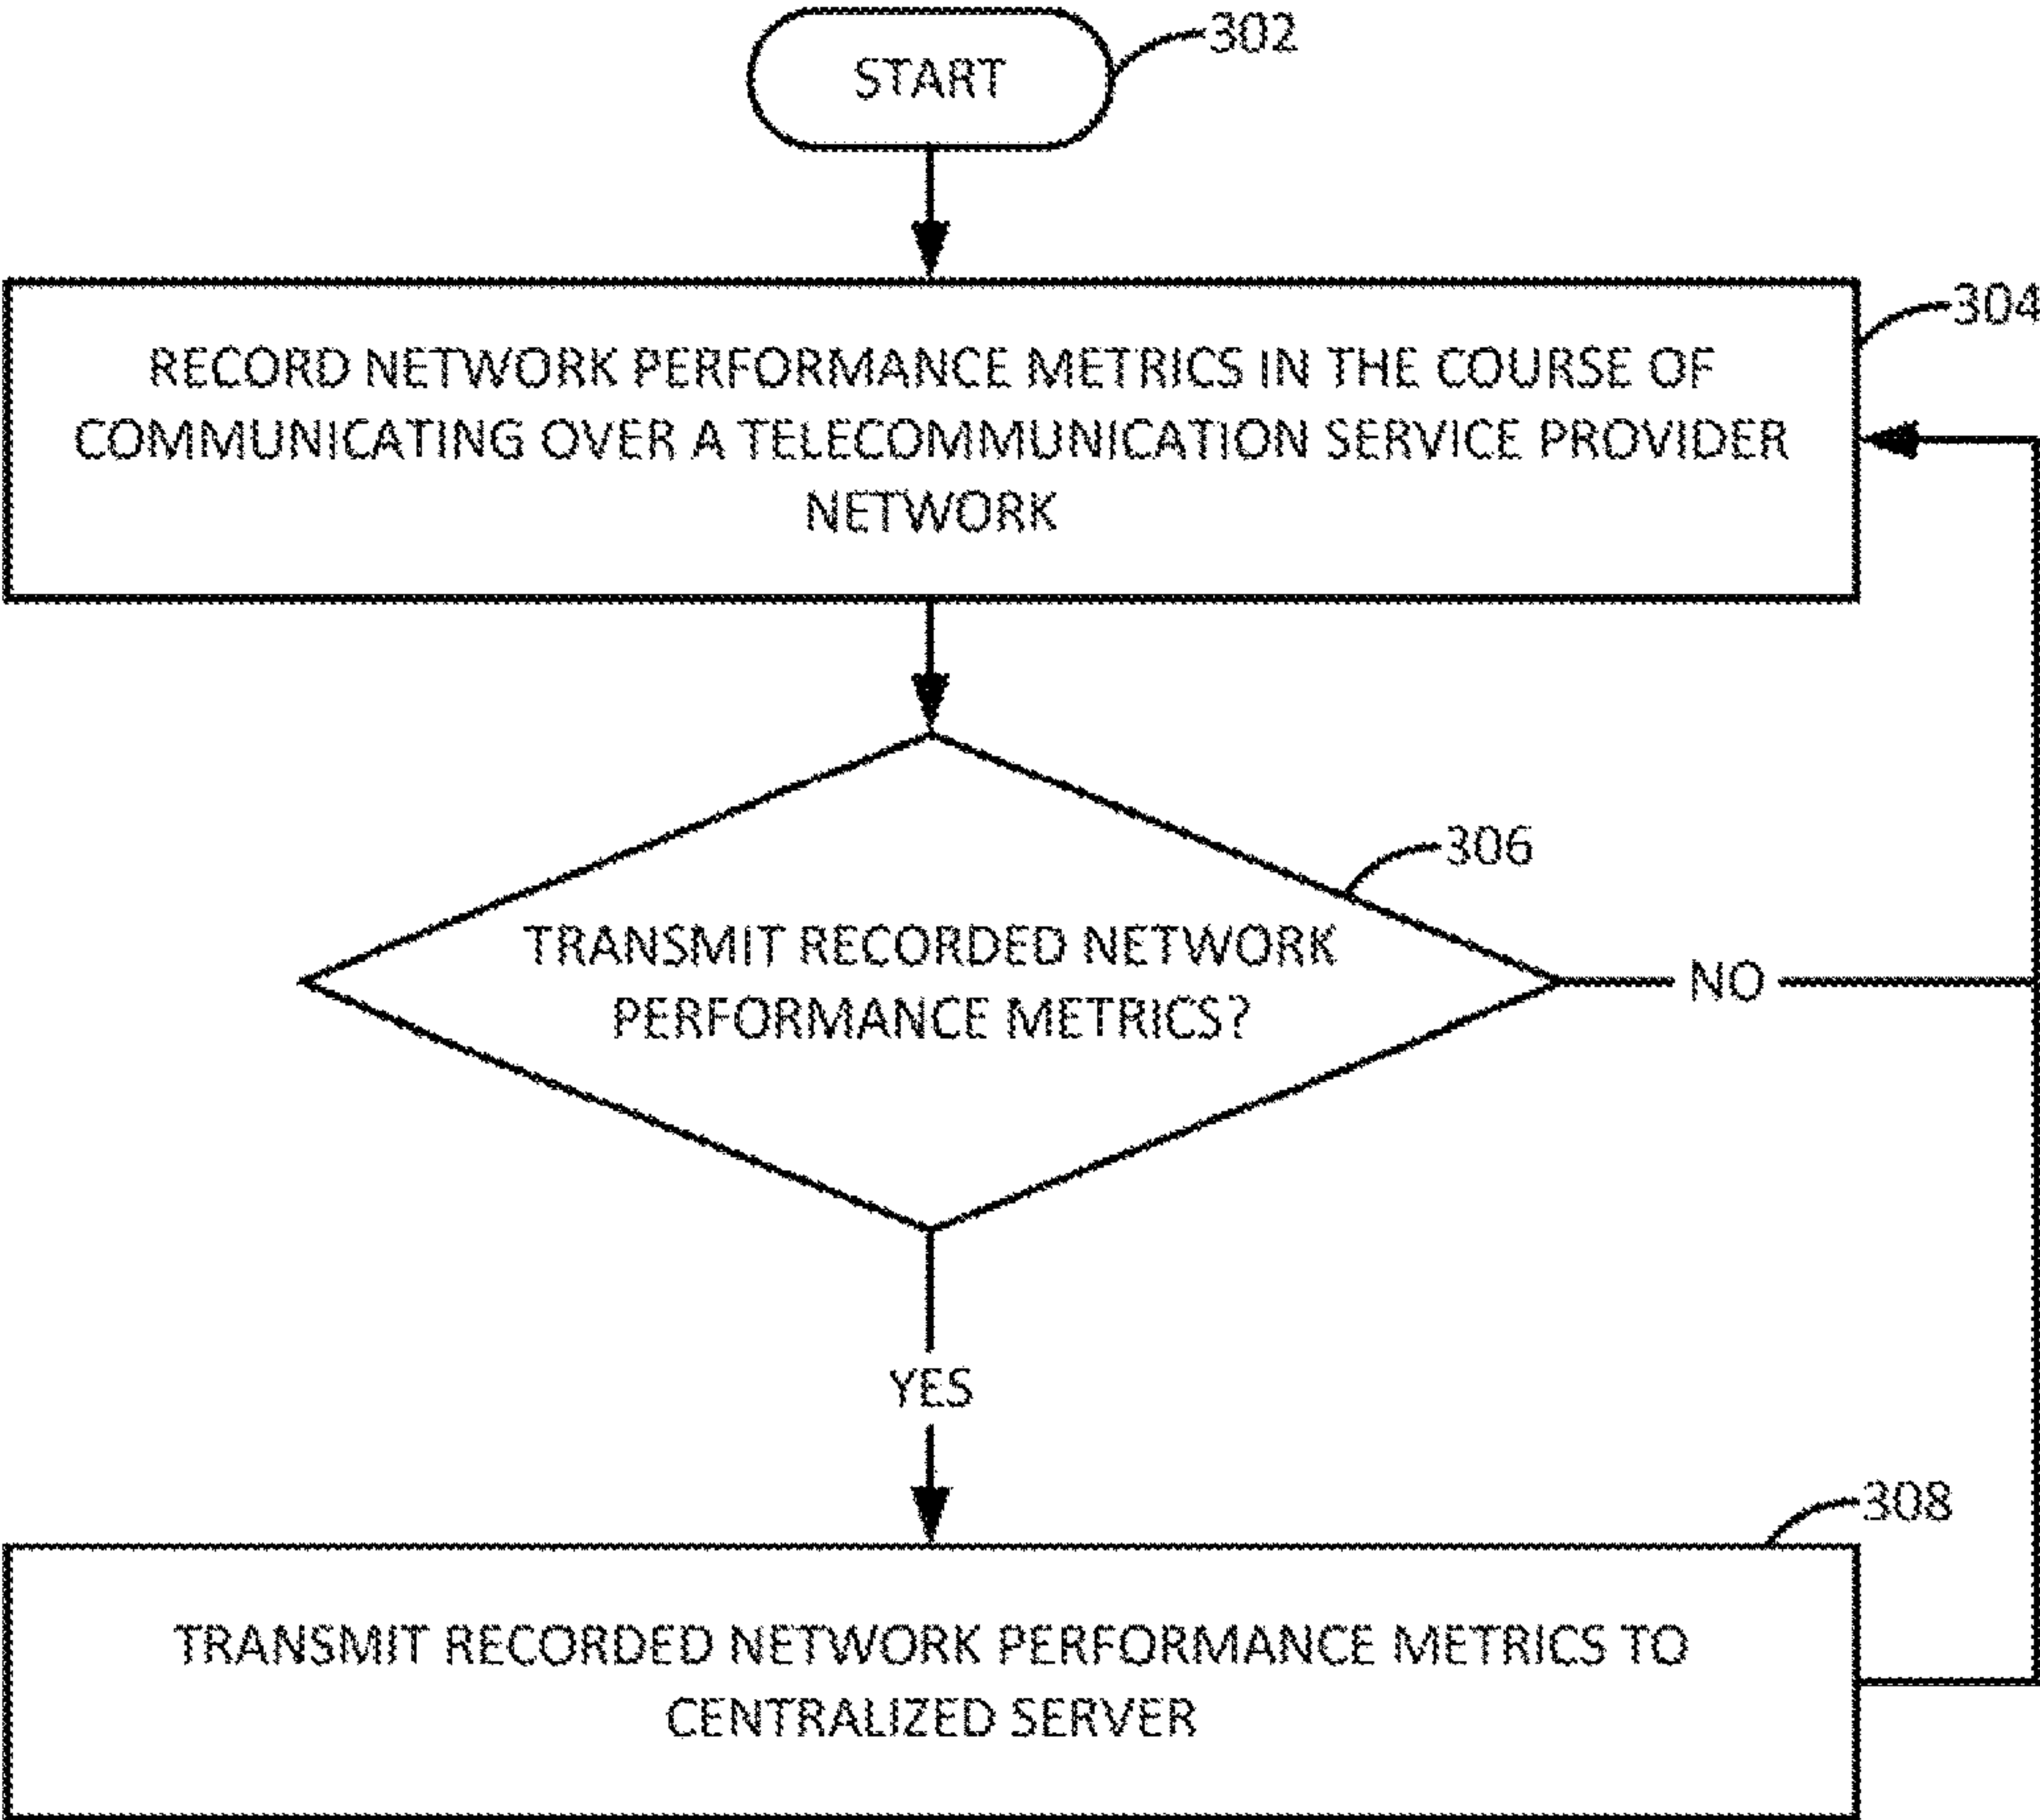 START
302
304
RECORD NETWORK PERFORMANCE METRICS IN THE COURSE OF
COMMUNICATING OVER A TELECOMMUNICATION SERVICE PROVIDER
NETWORK
306
TRANSMIT RECORDED NETWORK
PERFORMANCE METRICS?
NO
YES
308
TRANSMIT RECORDED NETWORK PERFORMANCE METRICS TO
CENTRALIZED SERVER